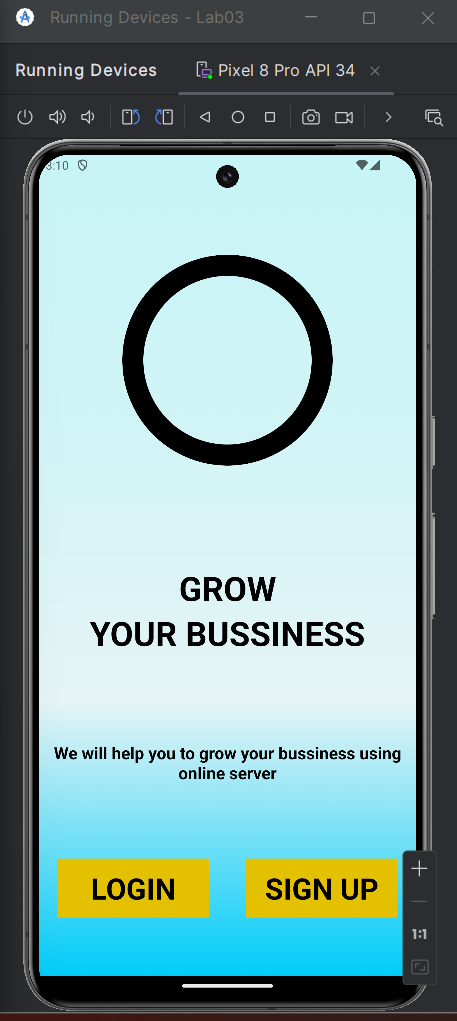 Running Devices - Lab03
Running Devices
Pixel 8 Pro API 34
3:10
GROW
YOUR BUSSINESS
We will help you to grow your bussiness using
online server
LOGIN
SIGN UP
1:1